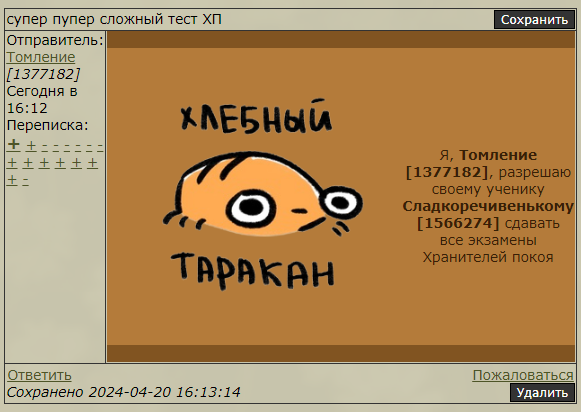 супер пупер сложный тест ХП
Сохранить
Отправитель:
Томление
[1377182]
Сегодня в
16:12
Переписка:
+ + - - - - - -
+ + + + + +
+ -
ХЛЕБНЫЙ
ТАРАКАН
Я, Томление
[1377182], разрешаю
своему ученику
Сладкоречивенькому
[1566274] сдавать
все экзамены
Хранителей покоя
Ответить
Пожаловаться
Сохранено 2024-04-20 16:13:14
Удалить